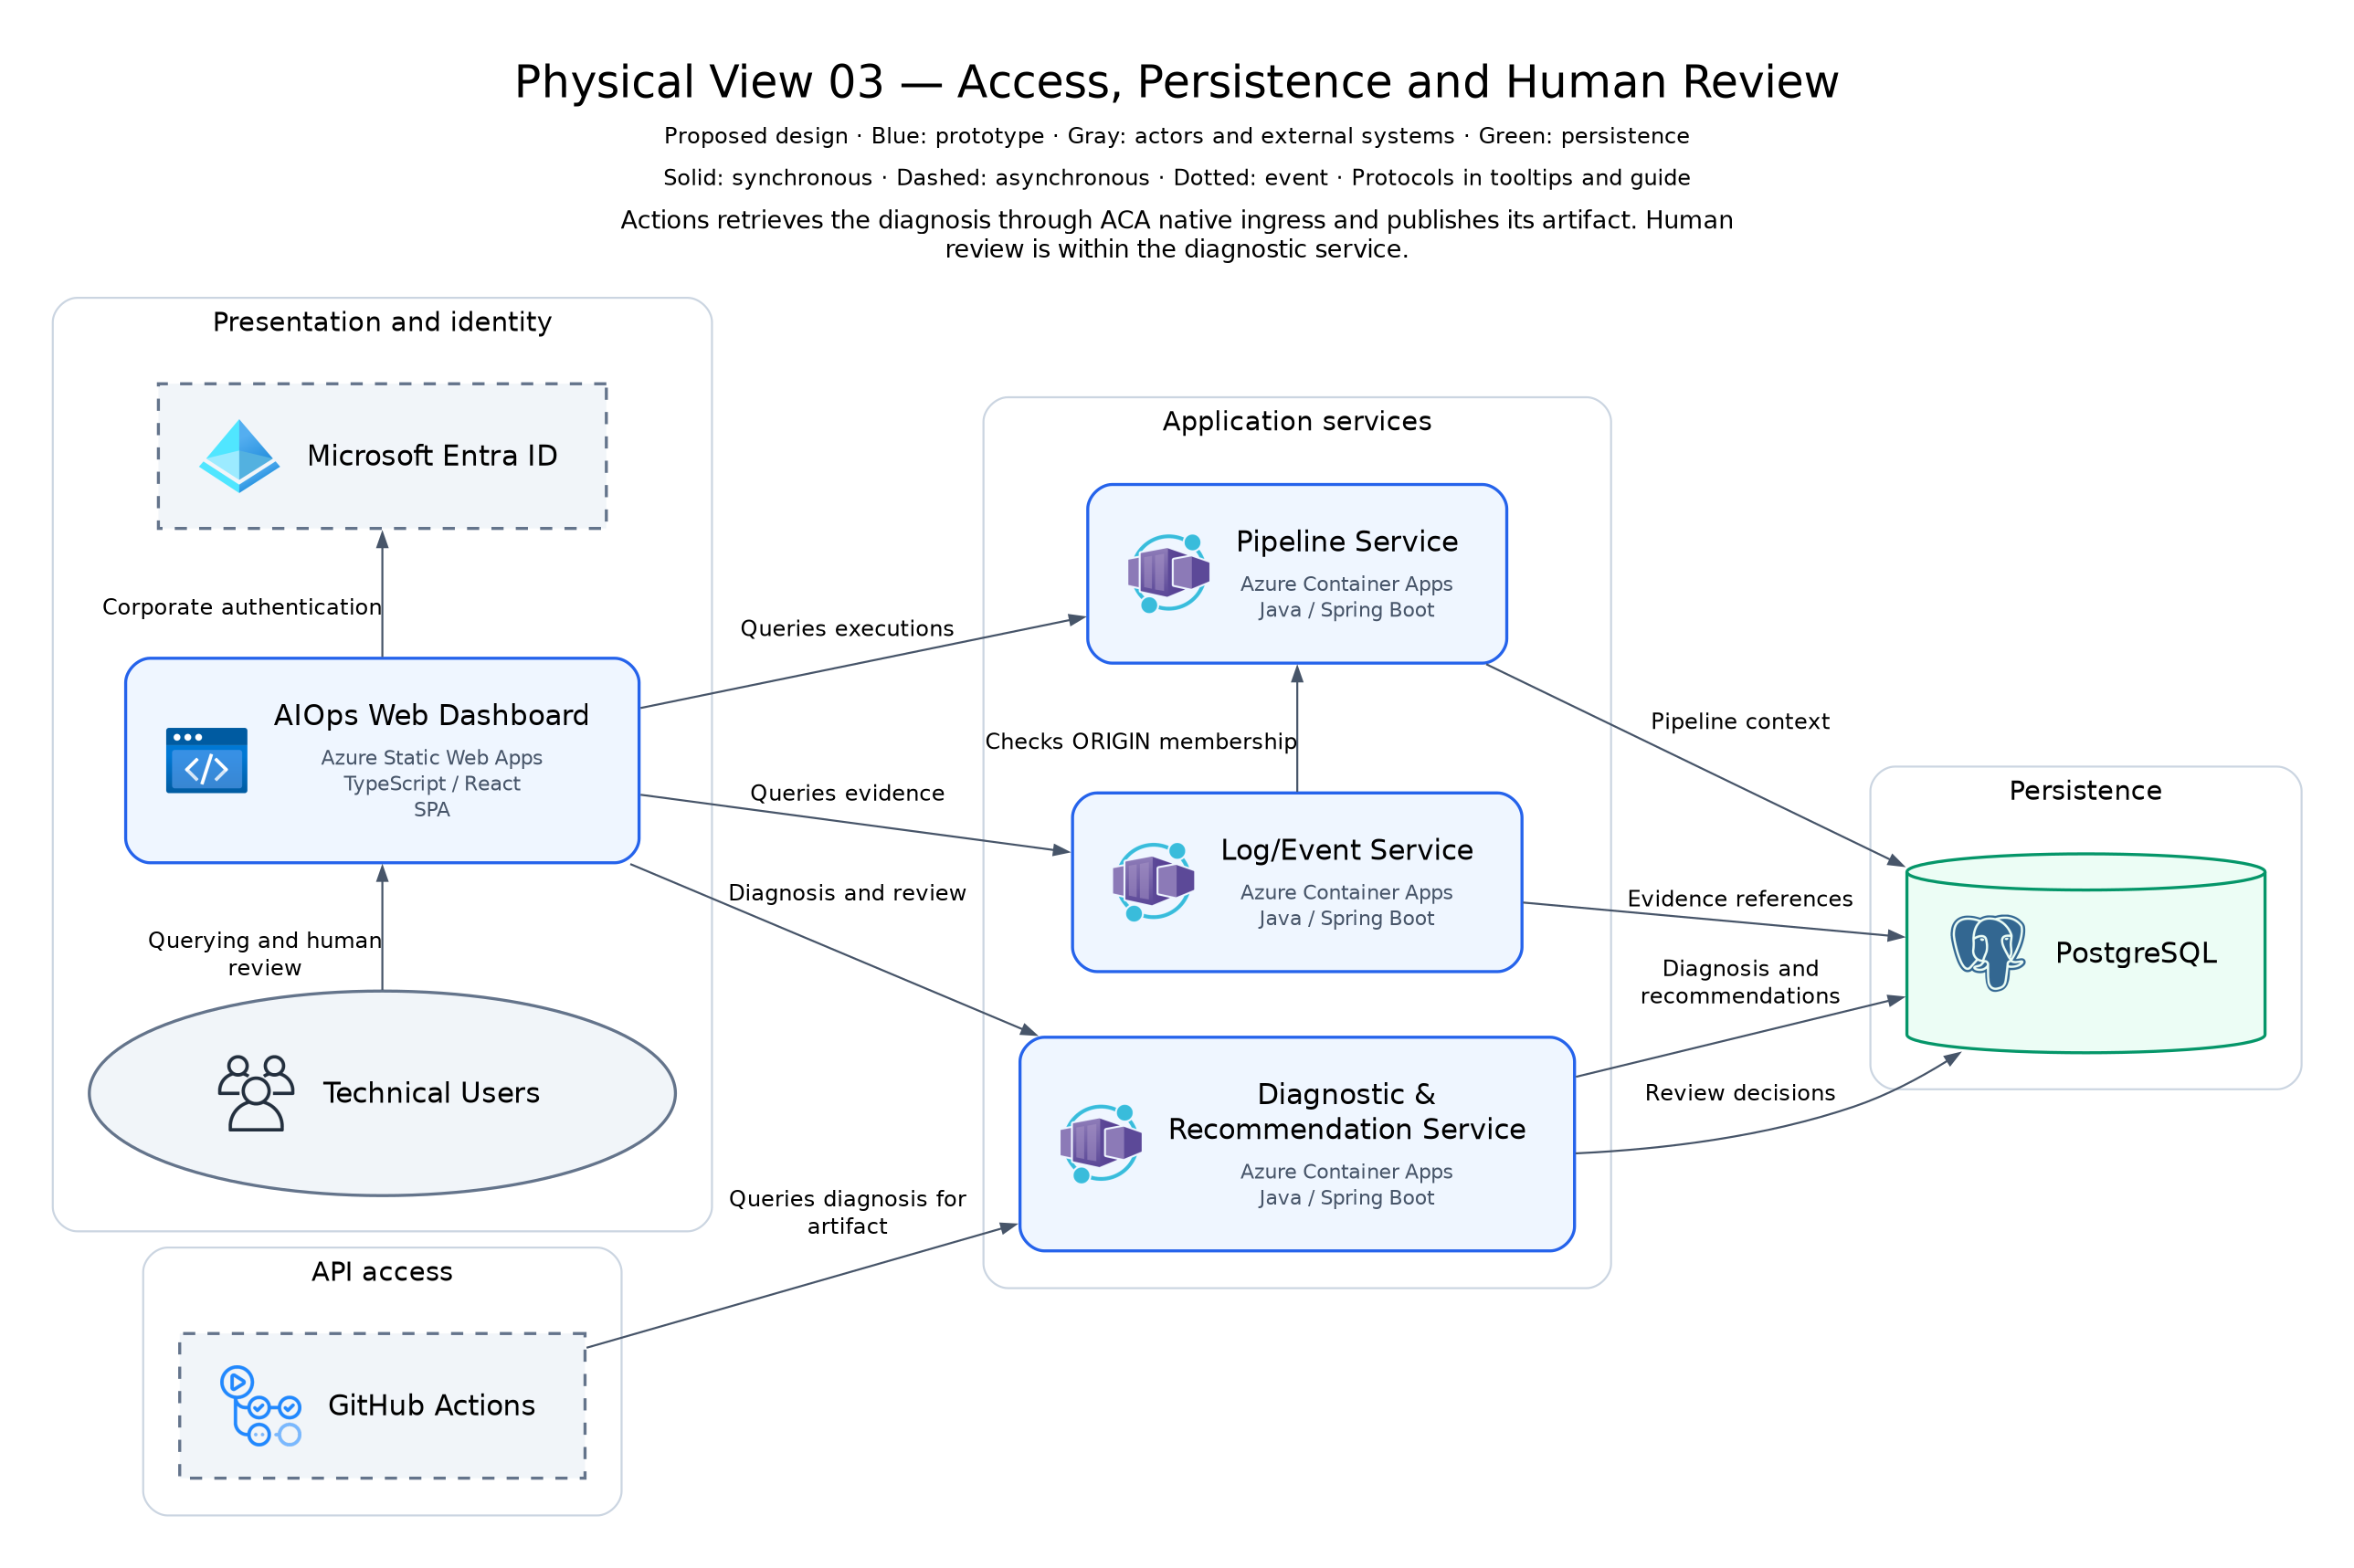 Physical View 03 — Access, Persistence and Human Review
Proposed design · Blue: prototype · Gray: actors and external systems · Green: persistence
Solid: synchronous · Dashed: asynchronous · Dotted: event · Protocols in tooltips and guide
Actions retrieves the diagnosis through ACA native ingress and publishes its artifact. Human
review is within the diagnostic service.
Presentation and identity
Microsoft Entra ID
Corporate authentication
AIOps Web Dashboard
Azure Static Web Apps
TypeScript / React
SPA
Querying and human
review
Technical Users
API access
GitHub Actions
Queries executions
Queries evidence
Diagnosis and review
Queries diagnosis for
artifact
Application services
Pipeline Service
Azure Container Apps
Java / Spring Boot
Checks ORIGIN membership
Log/Event Service
Azure Container Apps
Java / Spring Boot
Diagnostic &
Recommendation Service
Azure Container Apps
Java / Spring Boot
Pipeline context
Evidence references
Diagnosis and
recommendations
Review decisions
Persistence
PostgreSQL